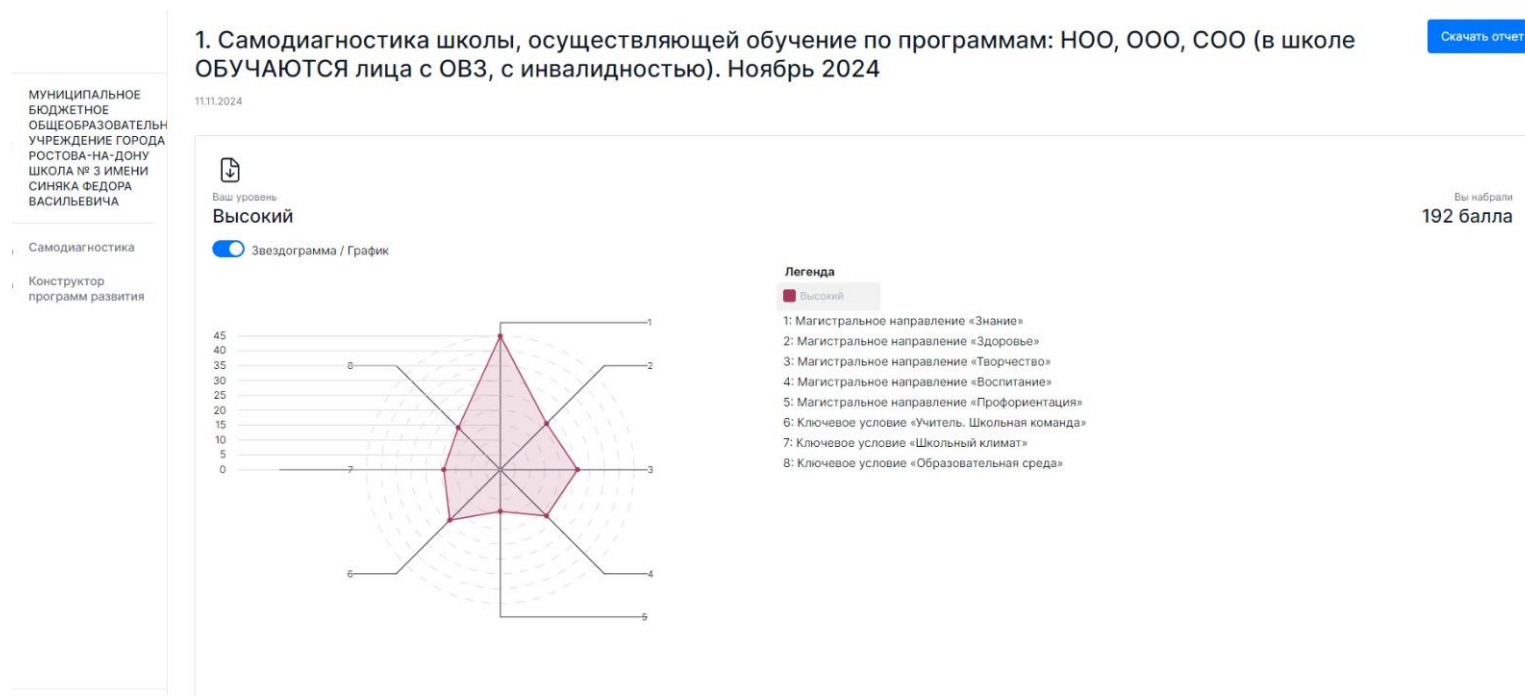 1. Самодиагностика школы, осуществляющей обучение по программам: НОО, ООО, СОО (в школе
ОБУЧАЮТСЯ лица с ОВЗ, с инвалидностью). Ноябрь 2024
Скачать отчет
11.11.2024
МУНИЦИПАЛЬНОЕ
БЮДЖЕТНОЕ
ОБЩЕОБРАЗОВАТЕЛЬН
УЧРЕЖДЕНИЕ ГОРОДА
РОСТОВА-НА-ДОНУ
ШКОЛА № 3 ИМЕНИ
СИНЯКА ФЕДОРА
ВАСИЛЬЕВИЧА
Самодиагностика
Конструктор
программ развития
Ваш уровень
Высокий
Вы набрали
192 балла
Звездограмма / График
45
40
35
30
25
20
15
10
5
0
1
2
3
4
5
6
7
8
Легенда
Высокий
1: Магистральное направление «Знание»
2: Магистральное направление «Здоровье»
3: Магистральное направление «Творчество»
4: Магистральное направление «Воспитание»
5: Магистральное направление «Профориентация»
6: Ключевое условие «Учитель. Школьная команда»
7: Ключевое условие «Школьный климат»
8: Ключевое условие «Образовательная среда»